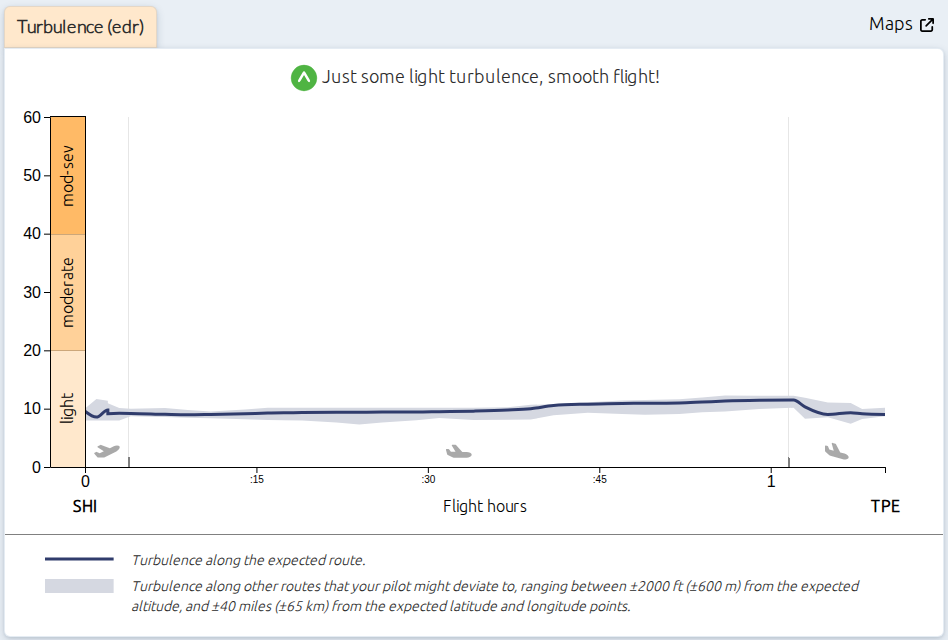 Turbulence (edr)
Maps
Just some light turbulence, smooth flight!
60
50
40
30
20
10
0
mod-sev
moderate
light
0
:15
:30
:45
1
SHI
Flight hours
TPE
Turbulence along the expected route.
Turbulence along other routes that your pilot might deviate to, ranging between ±2000 ft (±600 m) from the expected
altitude, and ±40 miles (±65 km) from the expected latitude and longitude points.